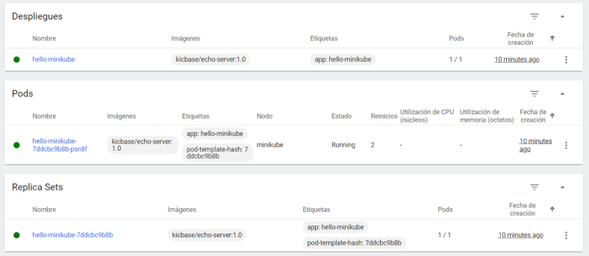 Despliegues
Nombre Imágenes Etiquetas Pods Fecha de
creación
hello-minikube kicbase/echo-server:1.0 app: hello-minikube 1 / 1 10 minutes ago
Pods
Nombre Imágenes Etiquetas Nodo Estado Reinicios Utilización de CPU
(núcleos) Utilización de
memoria (octetos) Fecha de
creación
hello-minikube-
7ddcbc9b8b-psn8f kicbase/echo-server:
1.0 app: hello-minikube
pod-template-hash: 7
ddcbc9b8b minikube Running 2 - - 10 minutes
ago
Replica Sets
Nombre Imágenes Etiquetas Pods Fecha de
creación
hello-minikube-7ddcbc9b8b kicbase/echo-server:1.0 app: hello-minikube
pod-template-hash: 7ddcbc9b8b 1 / 1 10 minutes ago